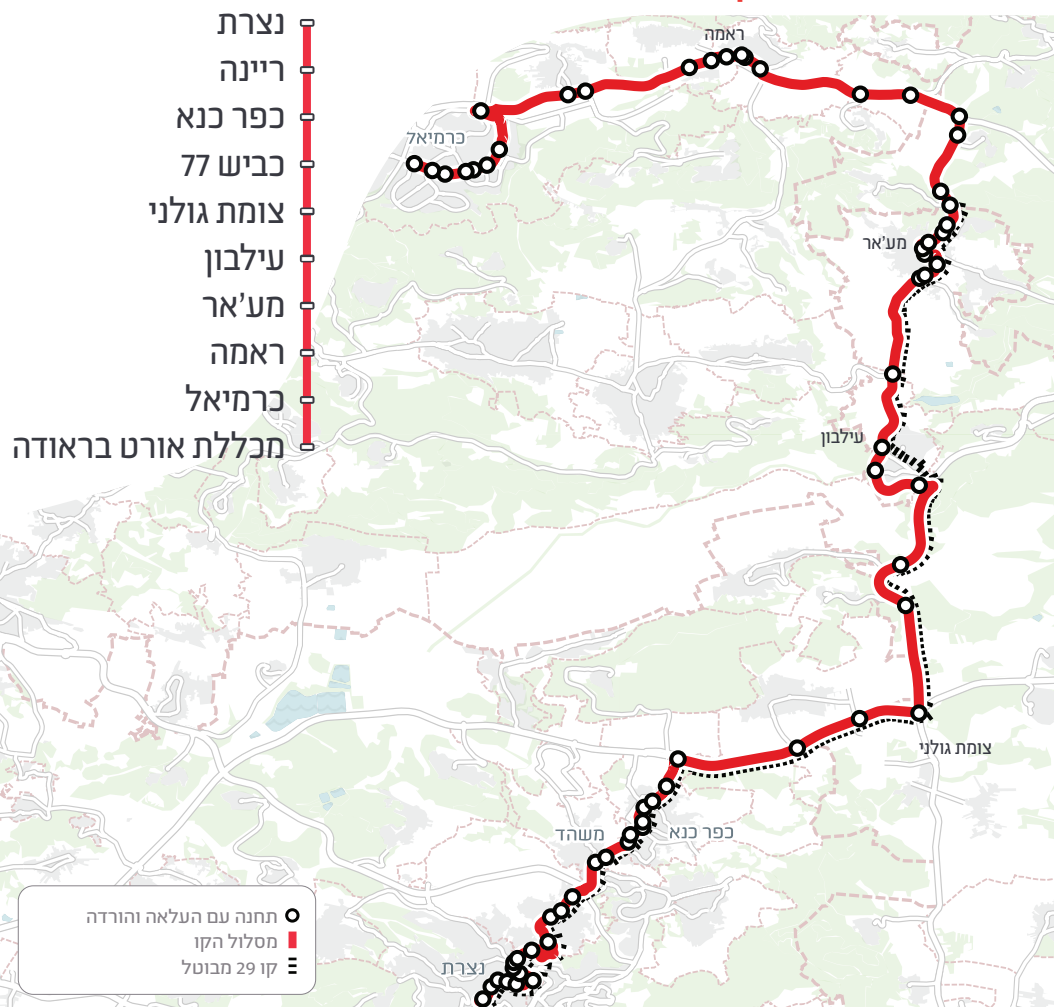 נצרת
ריינה
כפר כנא
כביש 77
צומת גולני
עילבון
מע'אר
ראמה
כרמיאל
מכללת אורט בראודה
ראמה
כרמיאל
מע'אר
עילבון
צומת גולני
כפר כנא
משהד
נצרת
תחנה עם העלאה והורדה
מסלול הקו
קו 29 מבוטל